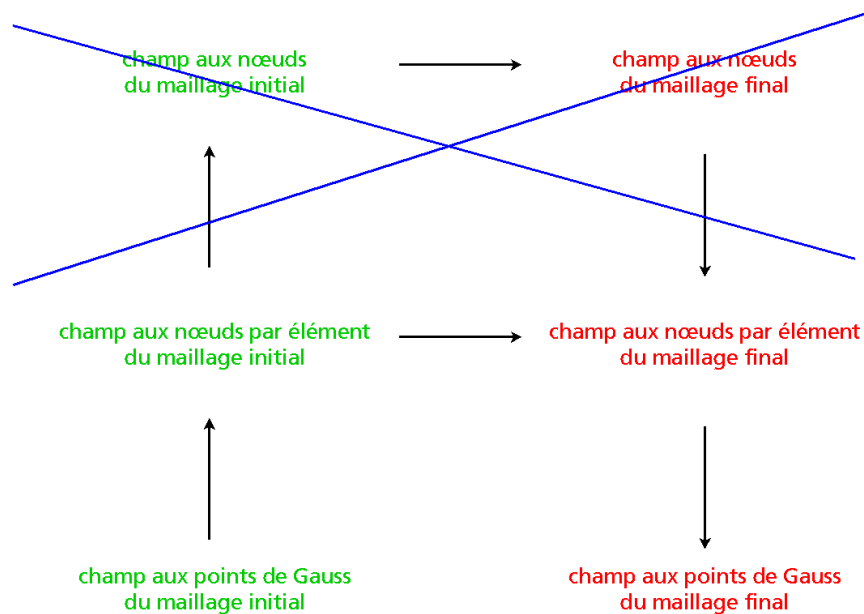 champ aux nœuds
du maillage initial
champ aux nœuds
du maillage final
champ aux nœuds par élément
du maillage initial
champ aux nœuds par élément
du maillage final
champ aux points de Gauss
du maillage initial
champ aux points de Gauss
du maillage final